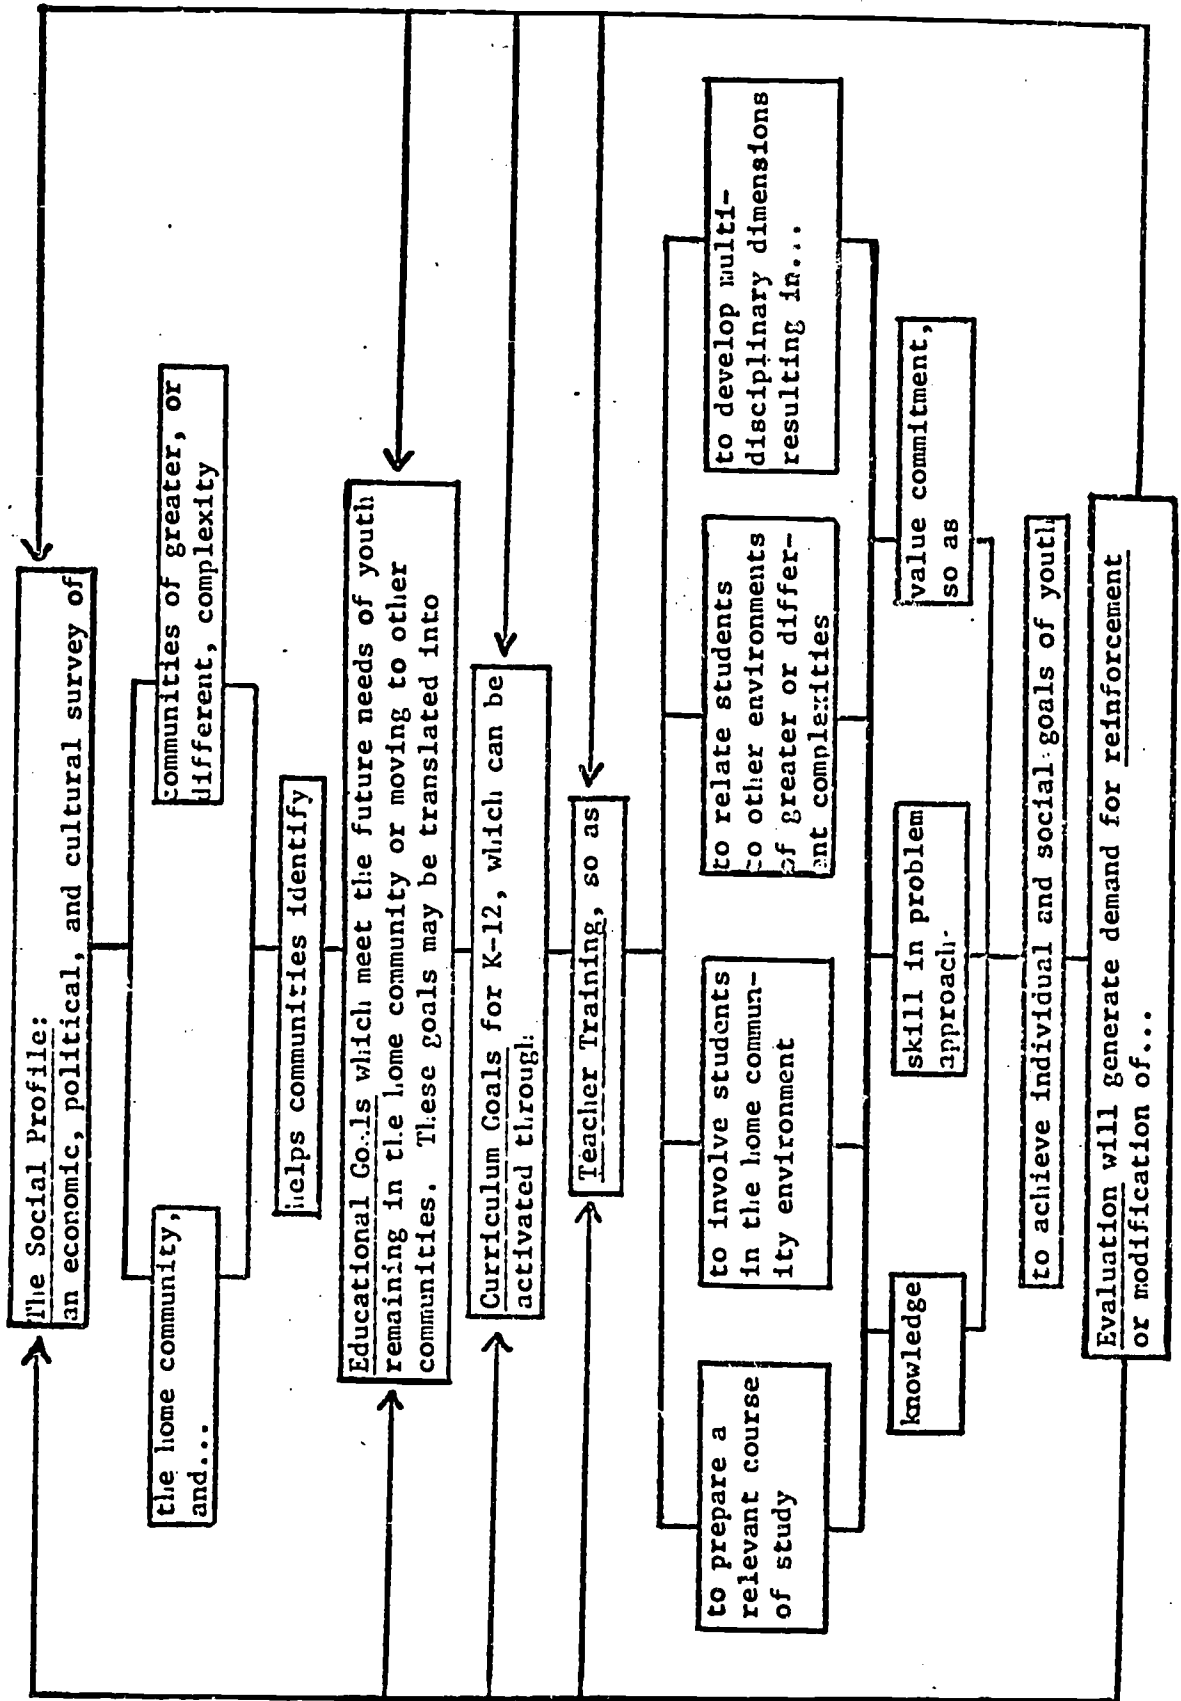 The Social Profile:
an economic, political, and cultural survey of
the home community,
and...
communities of greater, or
different, complexity
helps communities identify
Educational Goals which meet the future needs of youth
remaining in the home community or moving to other
communities. These goals may be translated into
Curriculum Goals for K-12, which can be
activated through
Teacher Training, so as
to prepare a
relevant course
of study
to involve students
in the home commun-
ity environment
to relate students
to other environments
of greater or differ-
ent complexities
to develop multi-
disciplinary dimensions
resulting in...
knowledge
skill in problem
approach
value commitment,
so as
to achieve individual and social goals of youth
Evaluation will generate demand for reinforcement
or modification of...